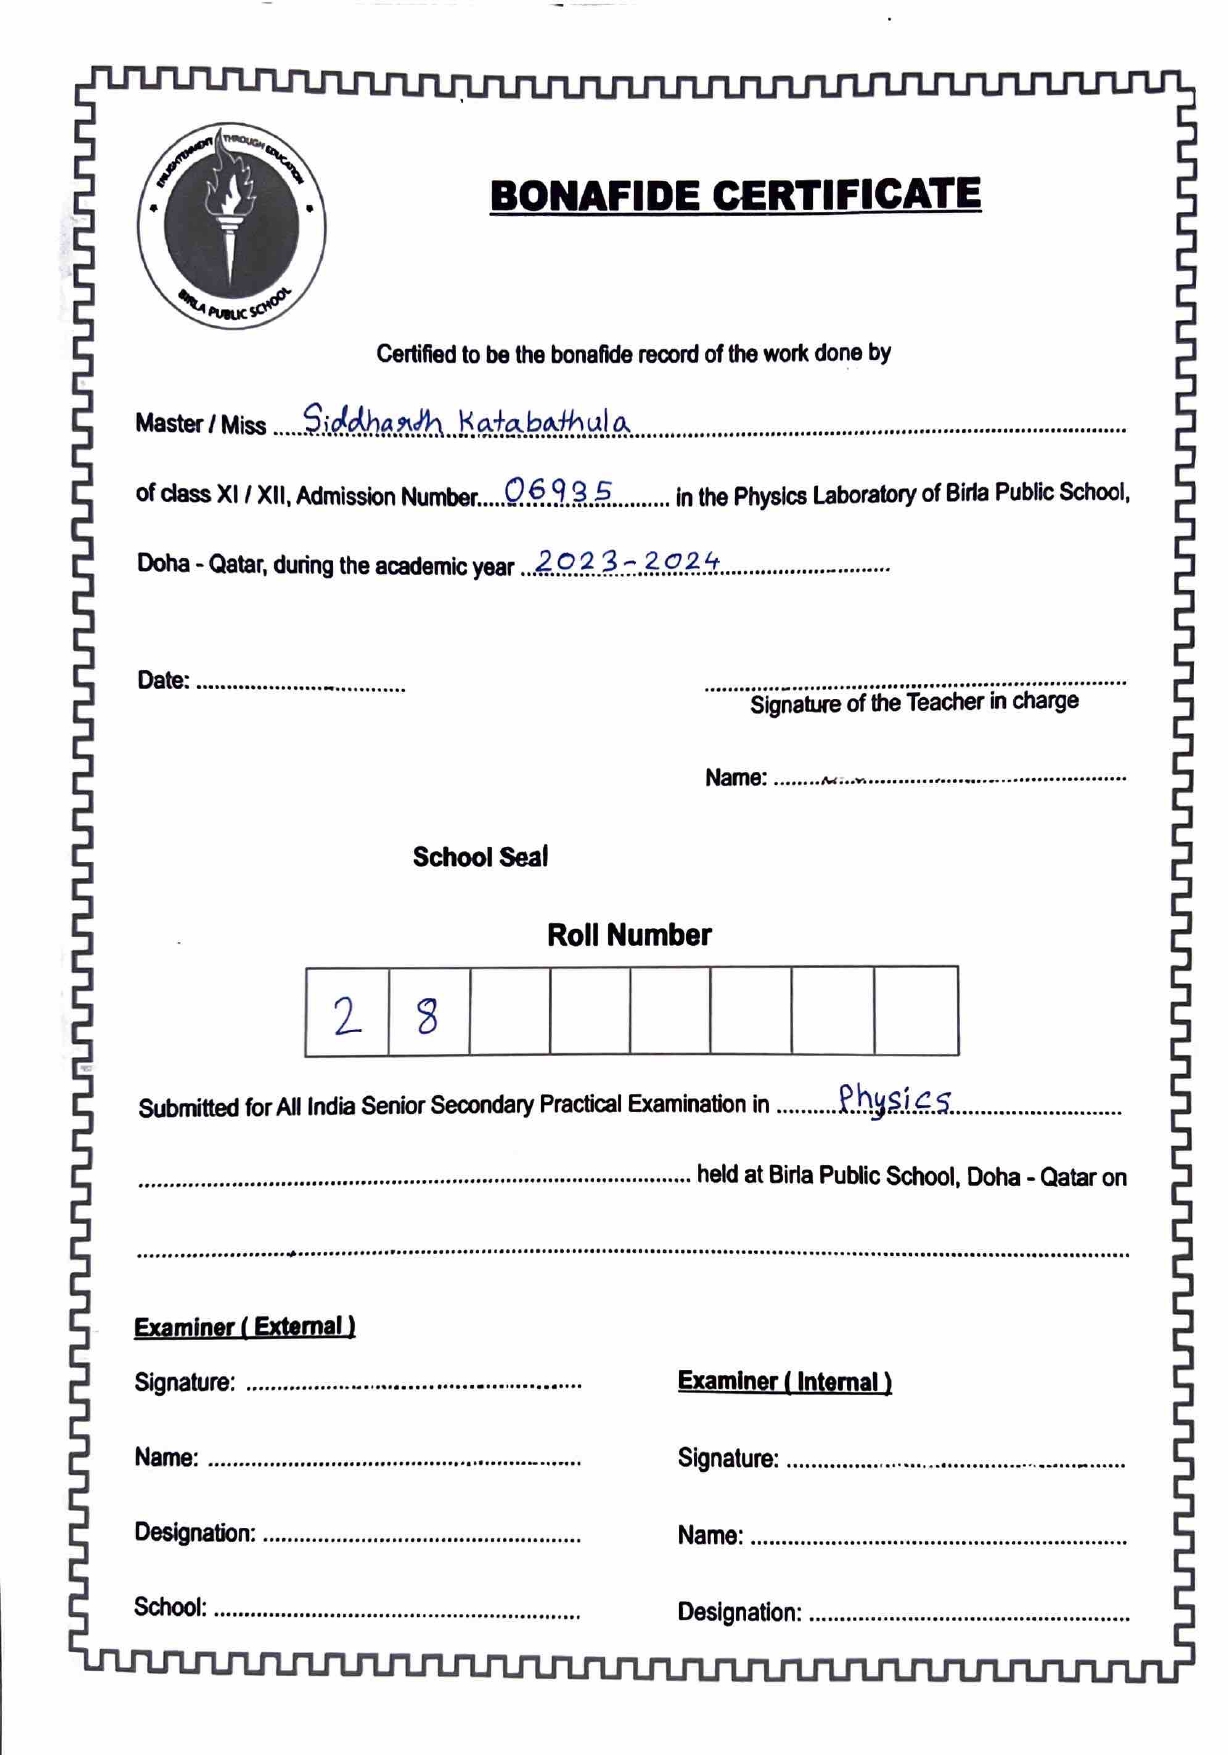 ENLIGHTENMENT THROUGH EDUCATION
BIRLA PUBLIC SCHOOL
BONAFIDE CERTIFICATE
Certified to be the bonafide record of the work done by
Master / Miss Siddhanth Katabathula
of class XI / XII, Admission Number 06935 in the Physics Laboratory of Birla Public School,
Doha - Qatar, during the academic year 2023-2024
Date:
Signature of the Teacher in charge
Name:
School Seal
Roll Number
2 8
Submitted for All India Senior Secondary Practical Examination in Physics
held at Birla Public School, Doha - Qatar on
Examiner ( External )
Signature:
Examiner ( Internal )
Name:
Signature:
Designation:
Name:
School:
Designation: